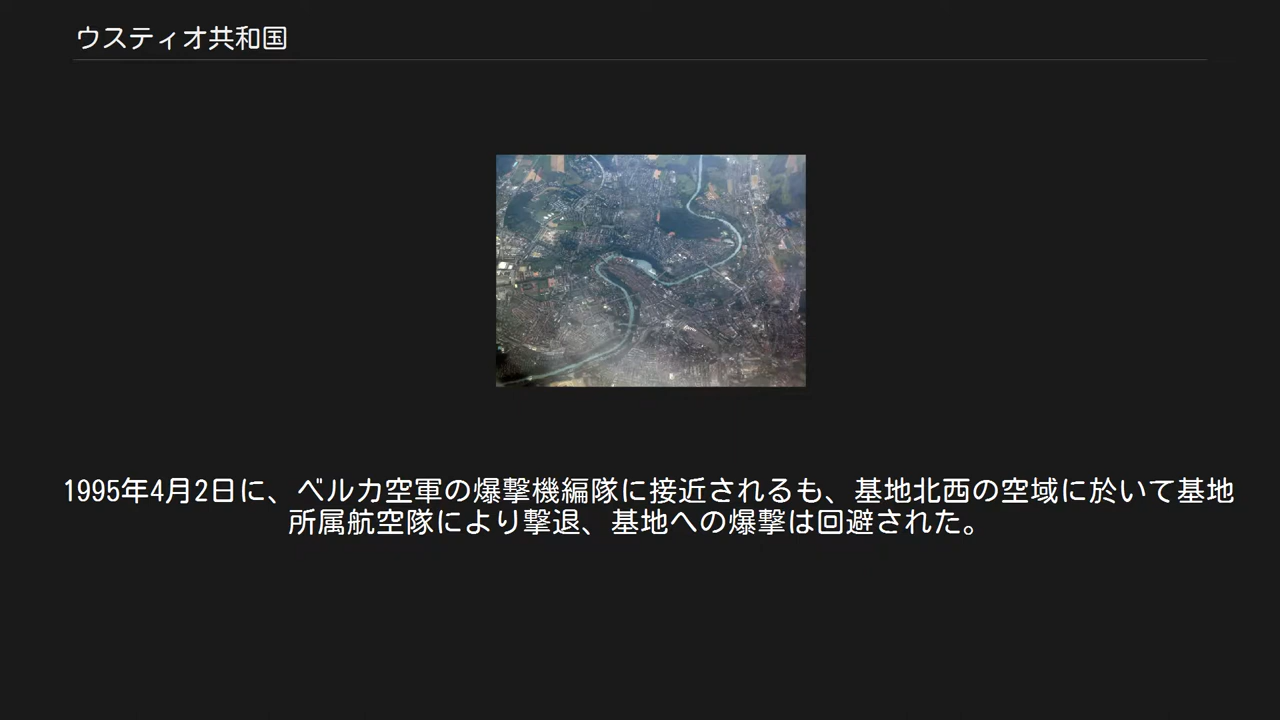 ウスティオ共和国
1995年4月2日に、ベルカ空軍の爆撃機編隊に接近されるも、基地北西の空域に於いて基地
所属航空隊により撃退、基地への爆撃は回避された。